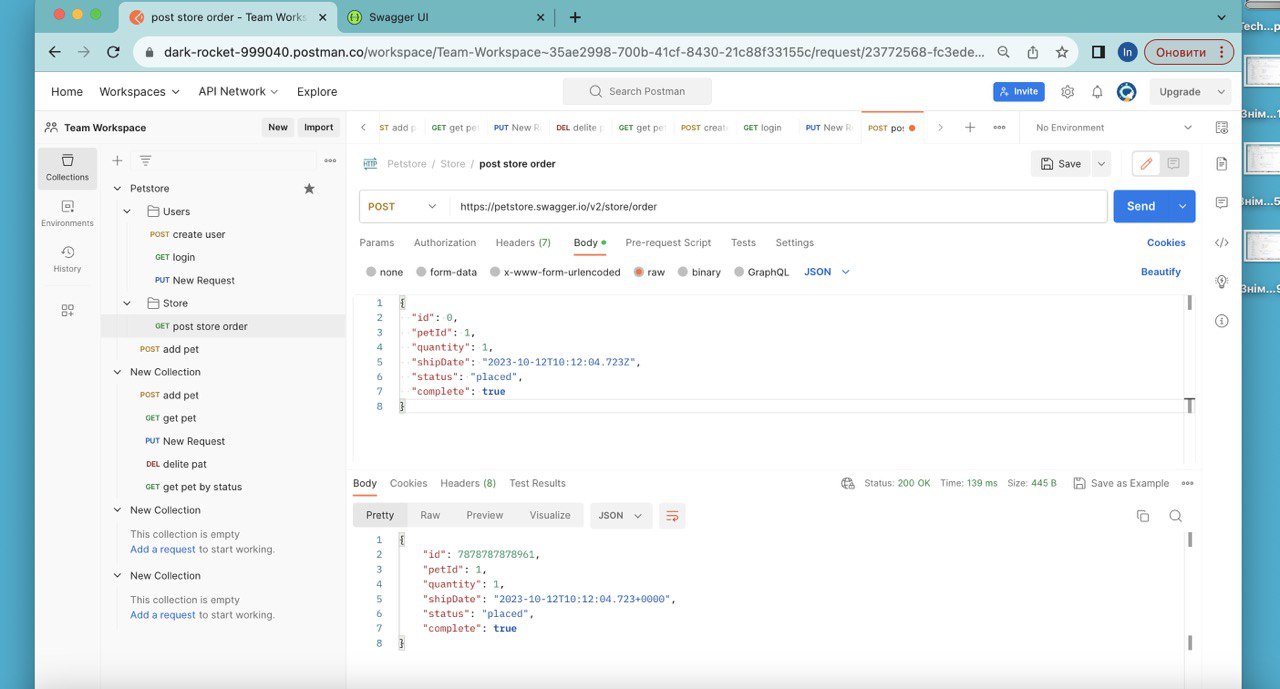 post store order - Team Works
Swagger UI
dark-rocket-999040.postman.co/workspace/Team-Workspace~35ae2998-700b-41cf-8430-21c88f33155c/request/23772568-fc3ede...
In
Оновити
Home
Workspaces
API Network
Explore
Search Postman
Invite
Upgrade
Team Workspace
New
Import
ST add p
GET get pe
PUT New R
DEL delite p
GET get pe
POST create
GET login
PUT New R
POST pos
No Environment
Collections
Environments
History
Petstore
Users
POST create user
GET login
PUT New Request
Store
GET post store order
POST add pet
New Collection
POST add pet
GET get pet
PUT New Request
DEL delite pat
GET get pet by status
New Collection
This collection is empty
Add a request to start working.
New Collection
This collection is empty
Add a request to start working.
HTTP
Petstore / Store / post store order
Save
POST
https://petstore.swagger.io/v2/store/order
Send
Params
Authorization
Headers (7)
Body
Pre-request Script
Tests
Settings
Cookies
none
form-data
x-www-form-urlencoded
raw
binary
GraphQL
JSON
Beautify
1 {
2 "id": 0,
3 "petId": 1,
4 "quantity": 1,
5 "shipDate": "2023-10-12T10:12:04.723Z",
6 "status": "placed",
7 "complete": true
8 }
Body
Cookies
Headers (8)
Test Results
Status: 200 OK
Time: 139 ms
Size: 445 B
Save as Example
Pretty
Raw
Preview
Visualize
JSON
1 {
2 "id": 7878787878961,
3 "petId": 1,
4 "quantity": 1,
5 "shipDate": "2023-10-12T10:12:04.723+0000",
6 "status": "placed",
7 "complete": true
8 }